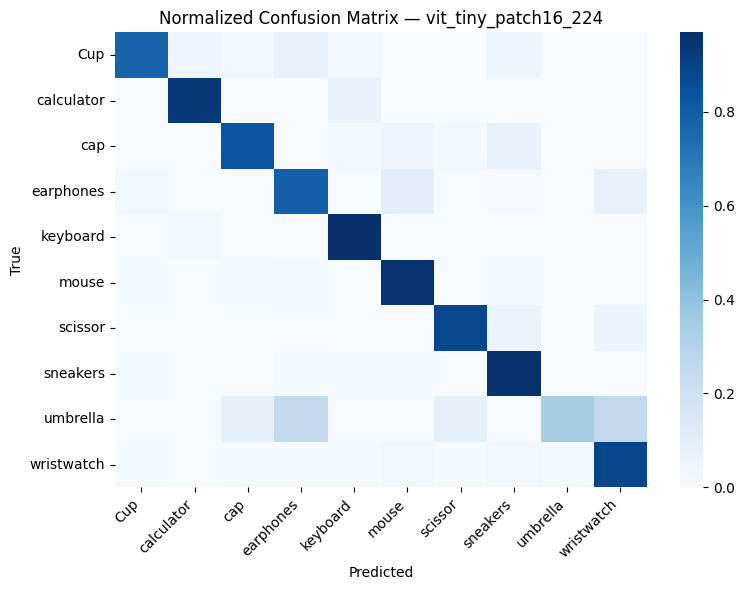 Normalized Confusion Matrix — vit_tiny_patch16_224
True
Cup
calculator
cap
earphones
keyboard
mouse
scissor
sneakers
umbrella
wristwatch
Cup
calculator
cap
earphones
keyboard
mouse
scissor
sneakers
umbrella
wristwatch
Predicted
0.8
0.6
0.4
0.2
0.0